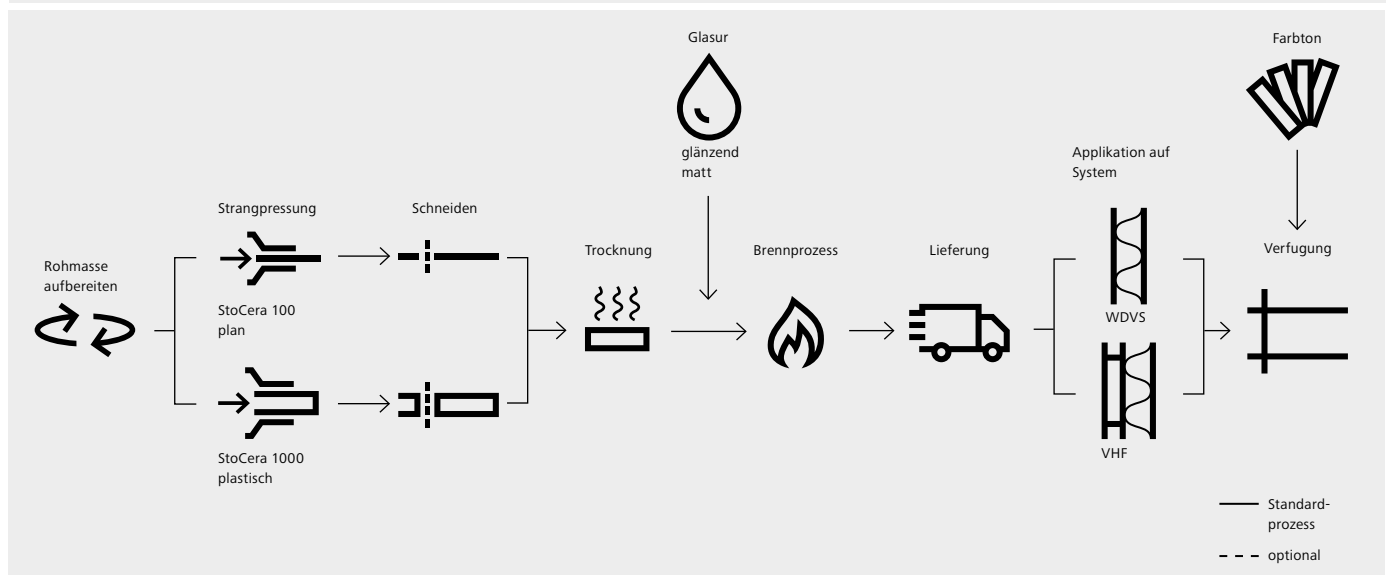 Glasur
glänzend
matt
Farbton
Applikation auf
System
Strangpressung
Schneiden
Rohmasse
aufbereiten
StoCera 100
plan
StoCera 1000
plastisch
Trocknung
Brennprozess
Lieferung
WDVS
VHF
Verfugung
Standard-
prozess
optional